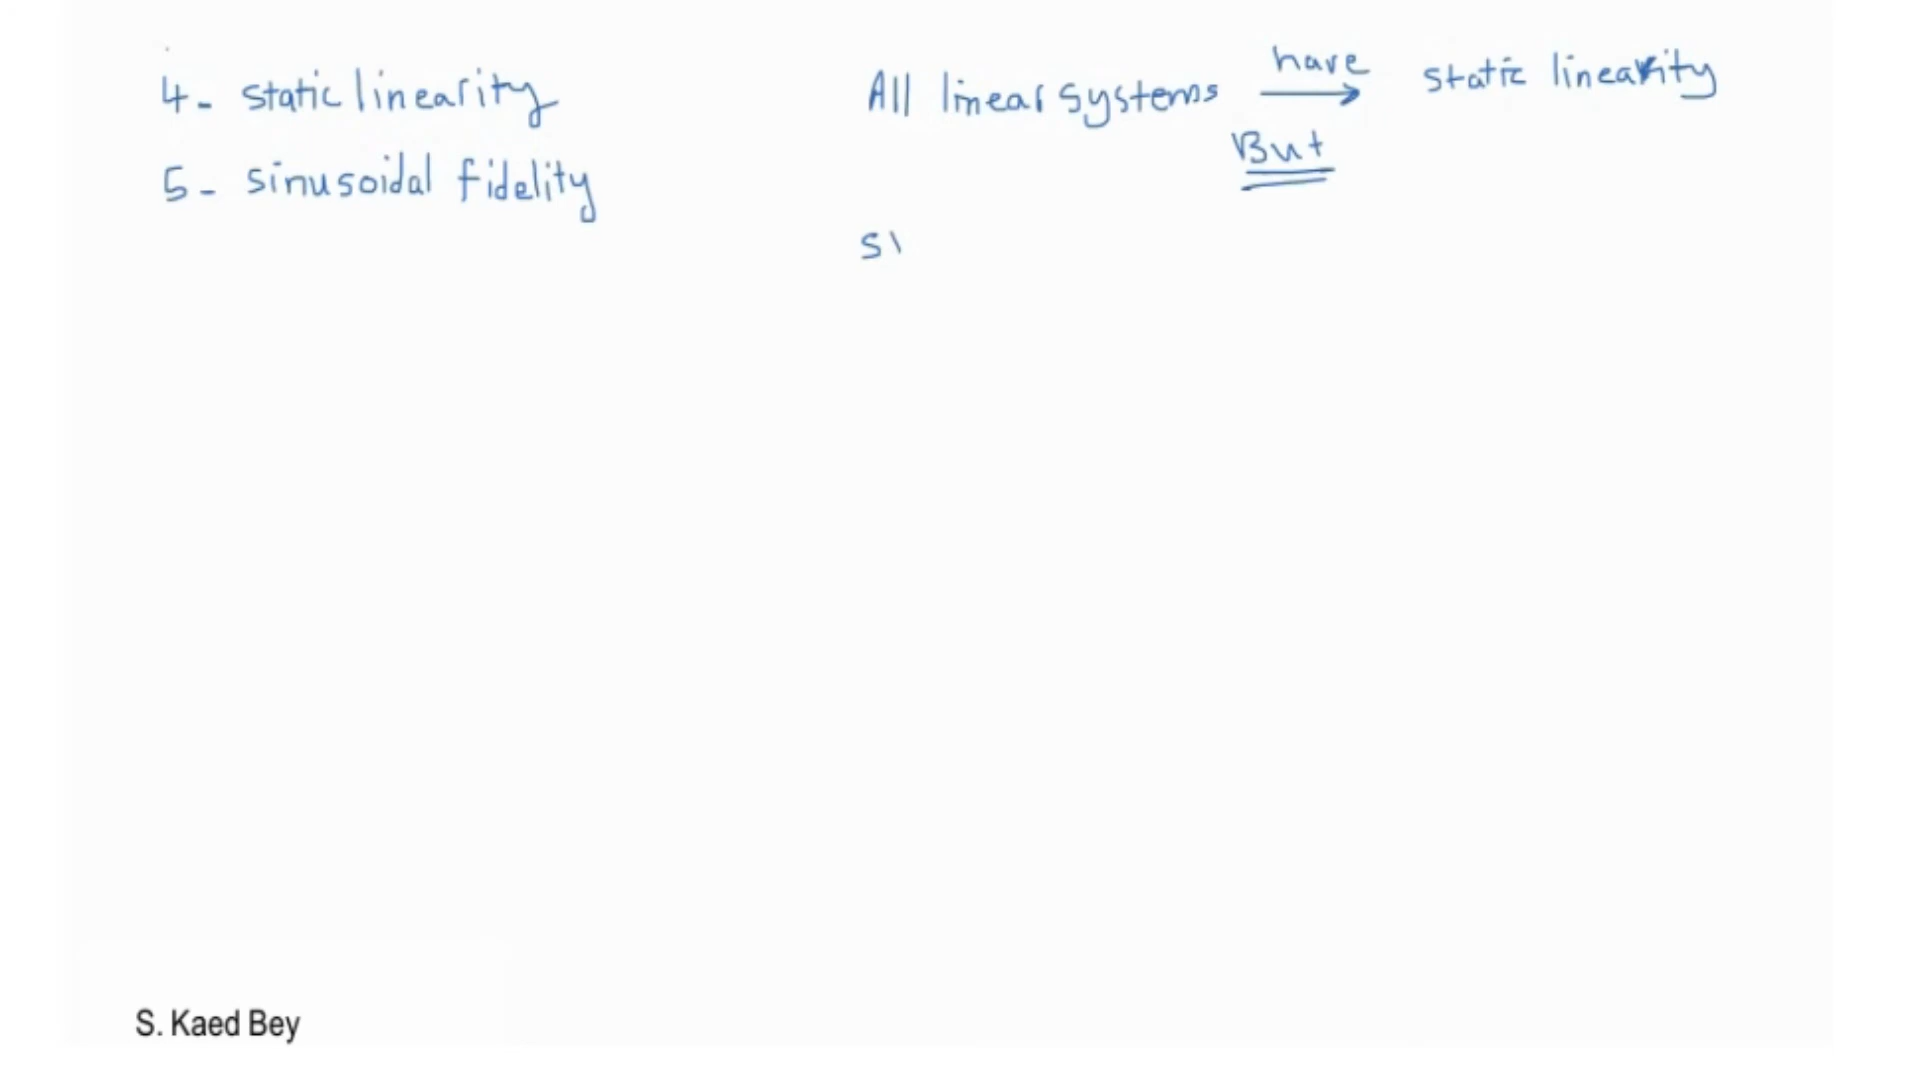 4- static linearity
5- sinusoidal fidelity
All linear systems have → static linearity
But
S. Kaed Bey